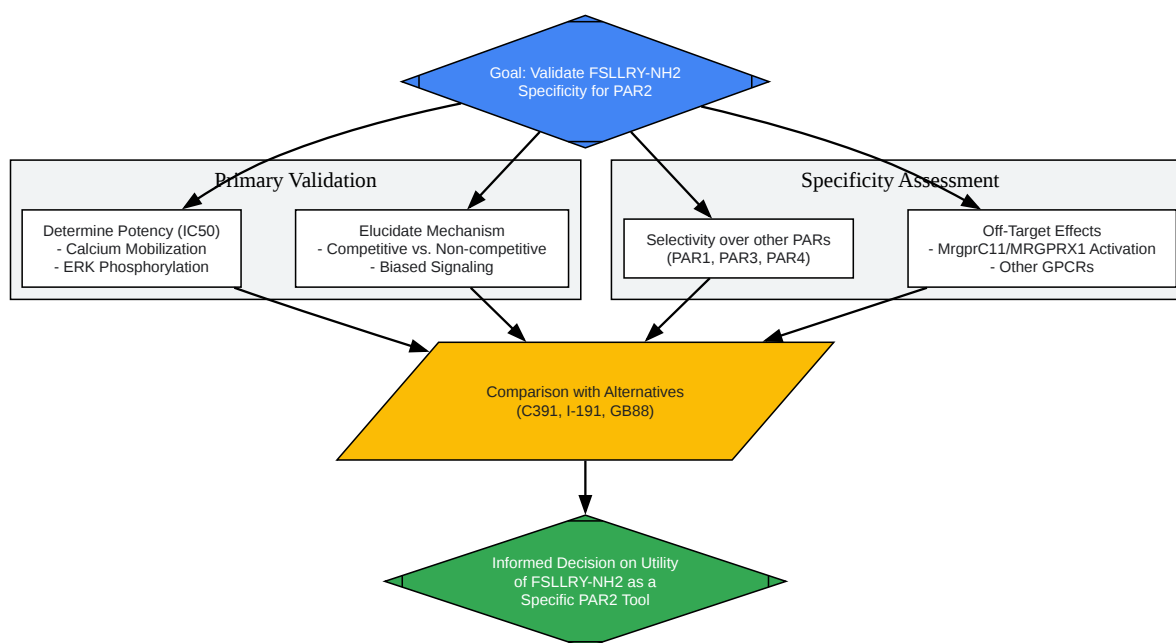 Goal: Validate FSLLRY-NH2
Specificity for PAR2
Primary Validation
Determine Potency (IC50)
- Calcium Mobilization
- ERK Phosphorylation
Elucidate Mechanism
- Competitive vs. Non-competitive
- Biased Signaling
Specificity Assessment
Selectivity over other PARs
(PAR1, PAR3, PAR4)
Off-Target Effects
- MrgprC11/MRGPRX1 Activation
- Other GPCRs
Comparison with Alternatives
(C391, I-191, GB88)
Informed Decision on Utility
of FSLLRY-NH2 as a
Specific PAR2 Tool